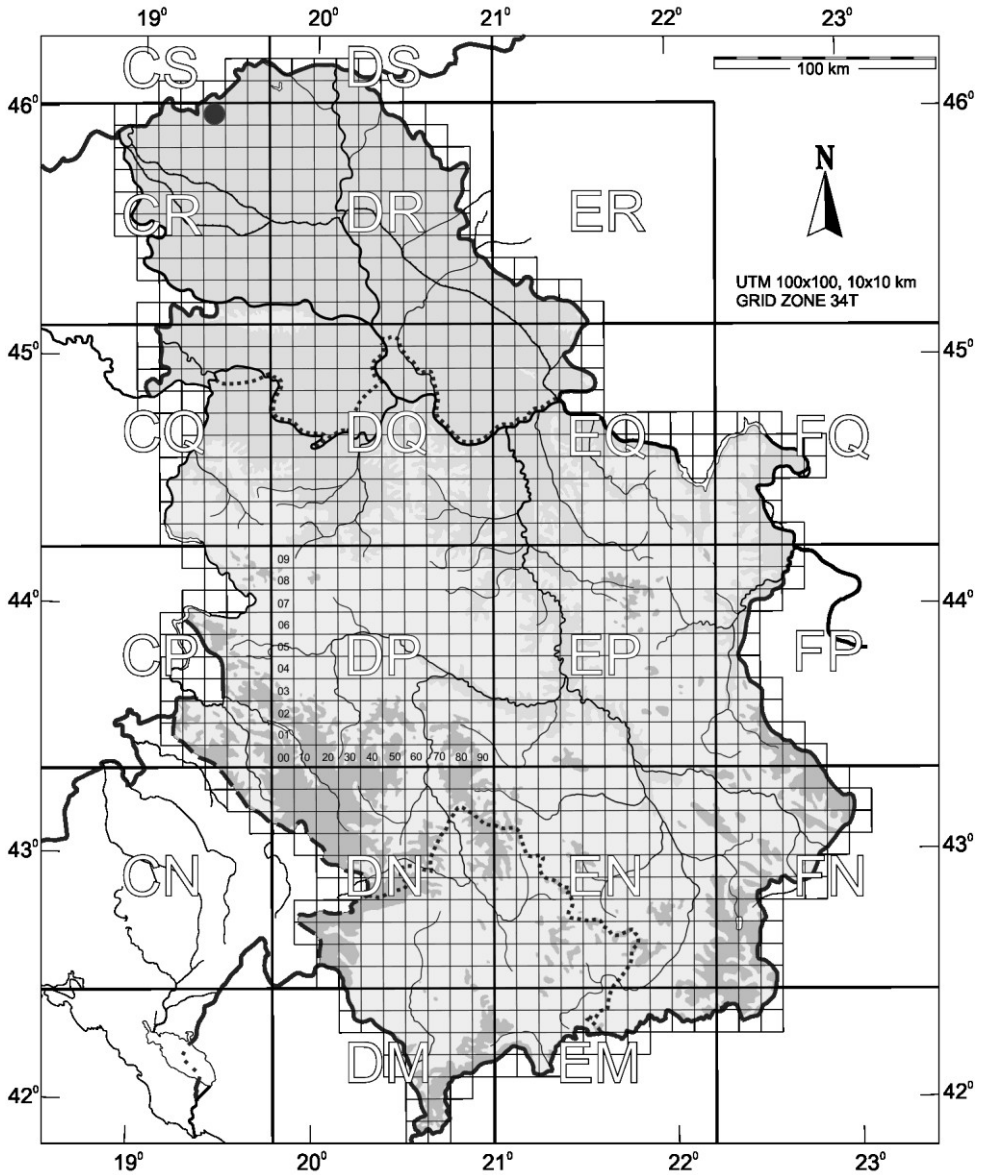 19° 20° 21° 22° 23°
CS DS
100 km
46° 46°
N
CR DR ER
UTM 100x100, 10x10 km
GRID ZONE 34T
45° 45°
CQ DQ EQ FQ
09
08
44° 44°
07
06
05
CP DP EP FP
04
03
02
01
00 10 20 30 40 50 60 70 80 90
43° 43°
CN DN EN FN
DM EM
42° 42°
19° 20° 21° 22° 23°